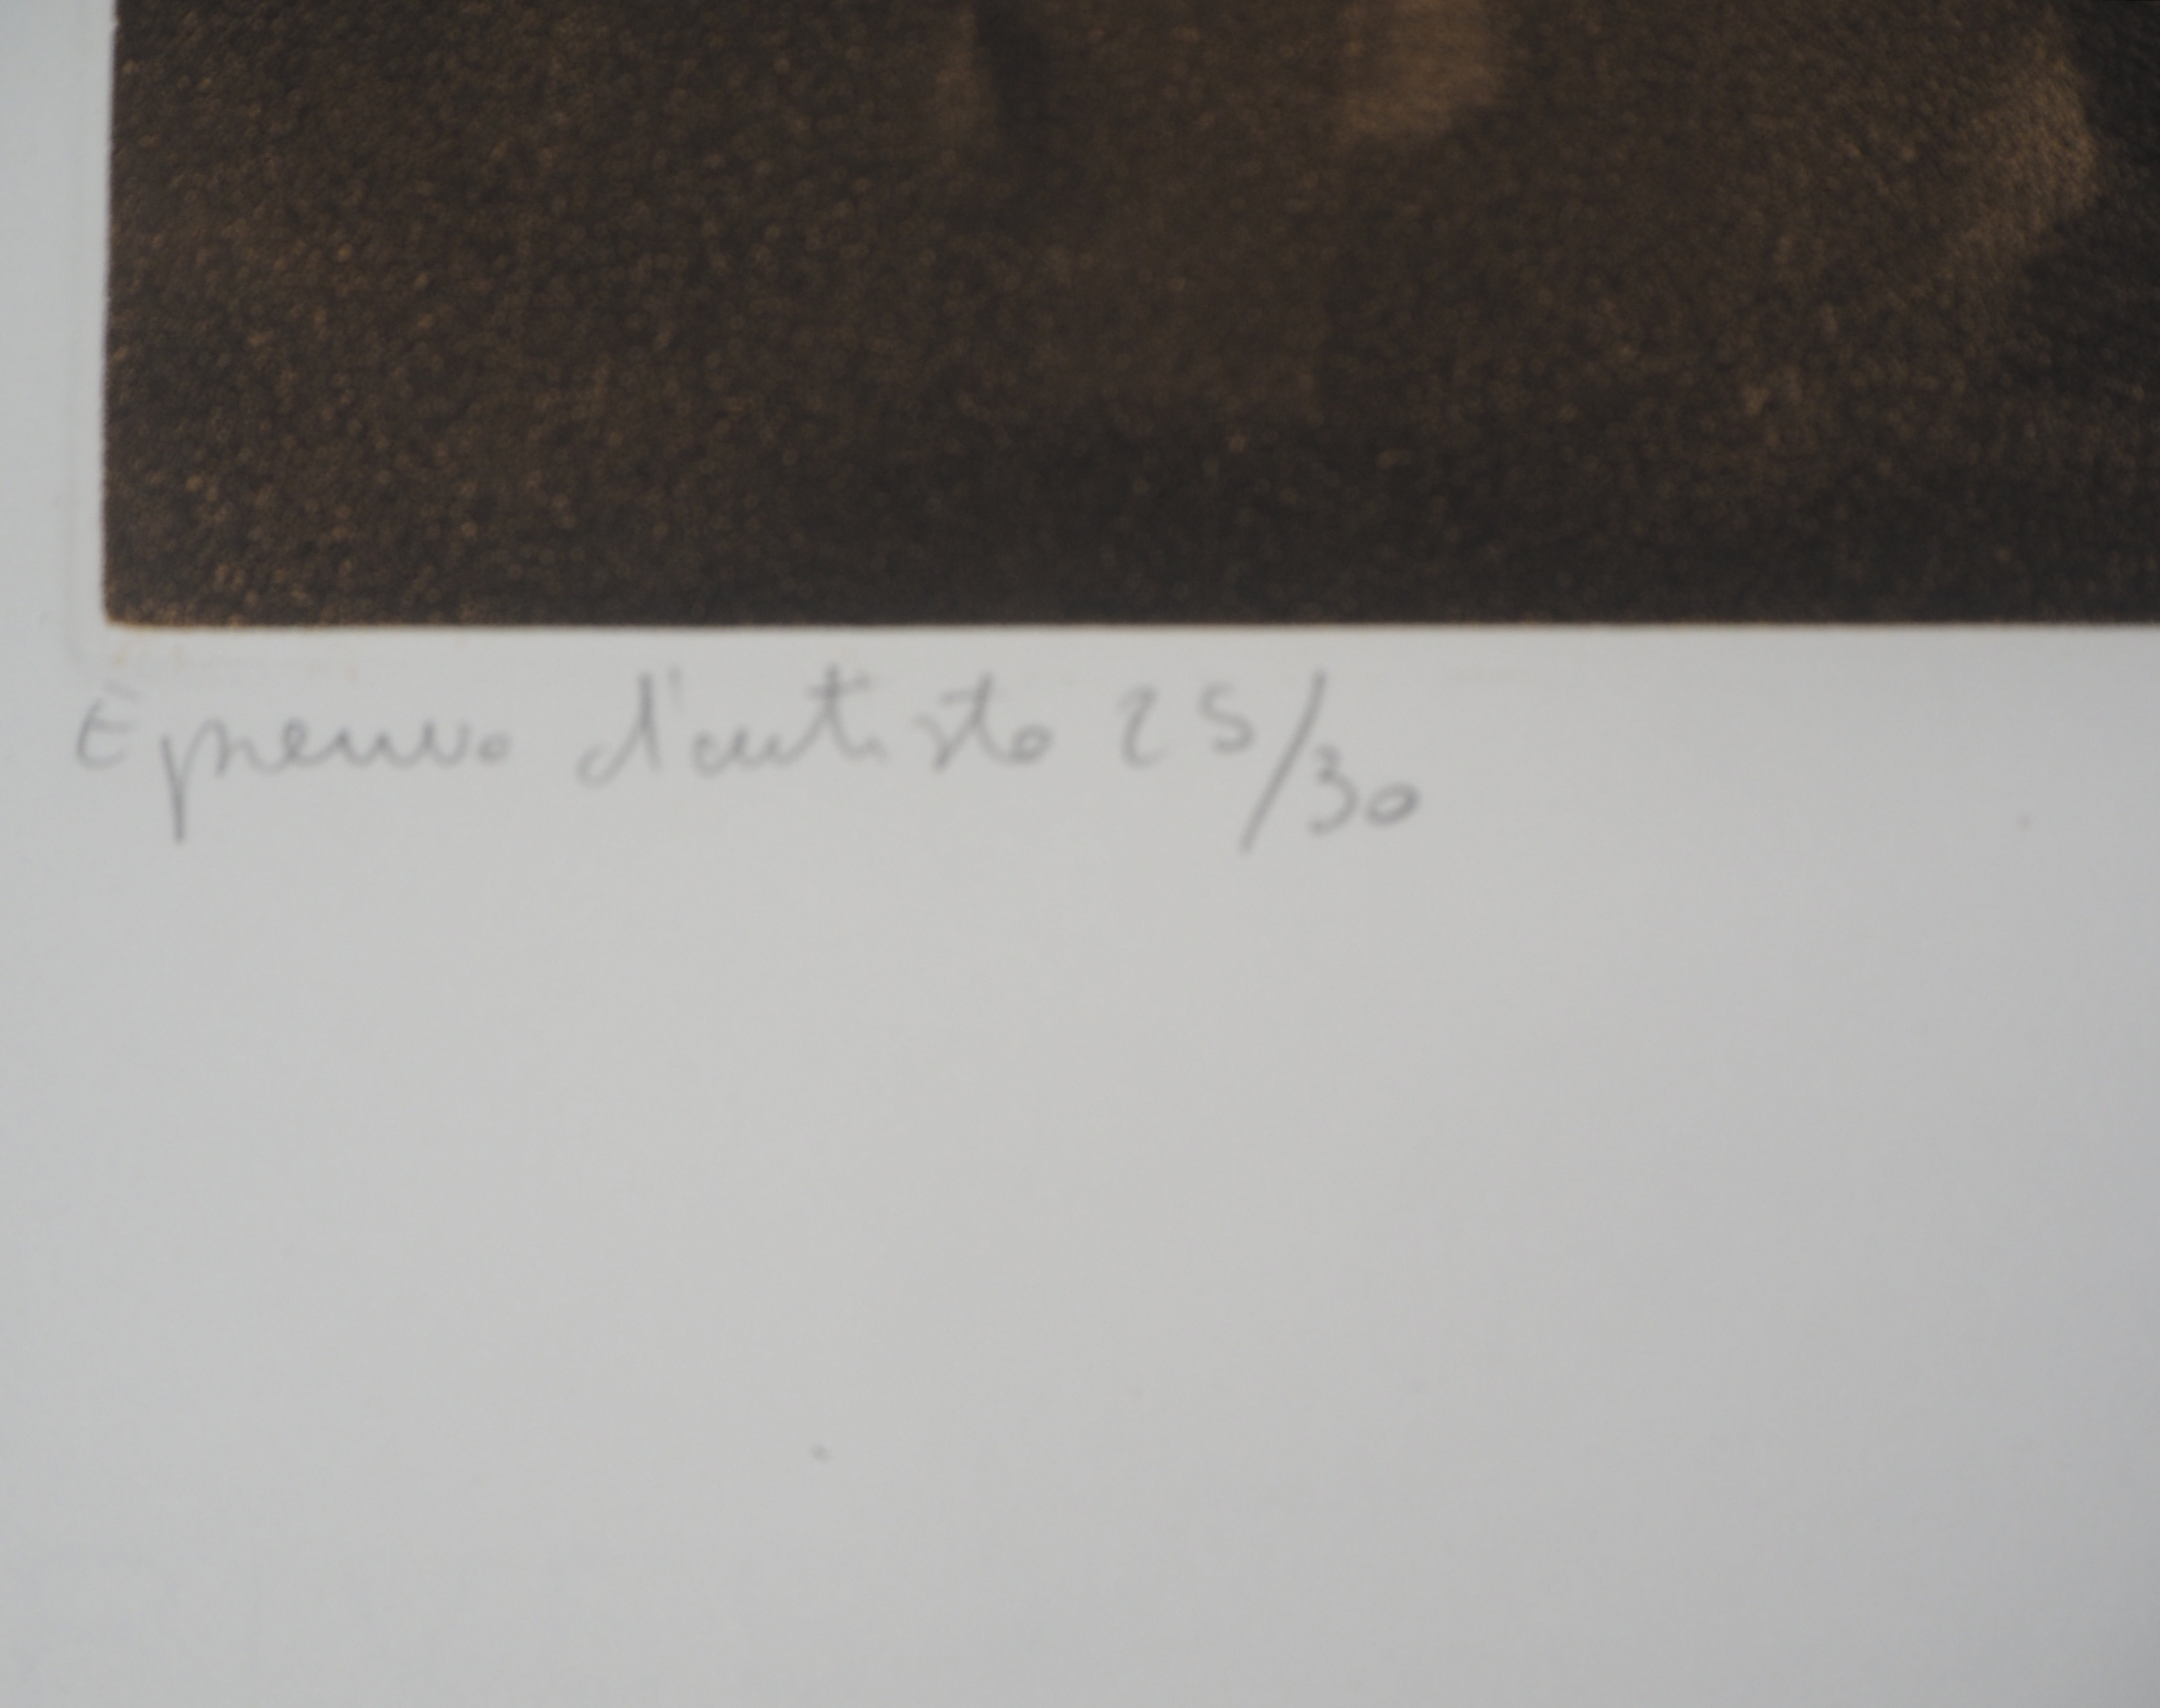 Épreuve d'artiste 25/30